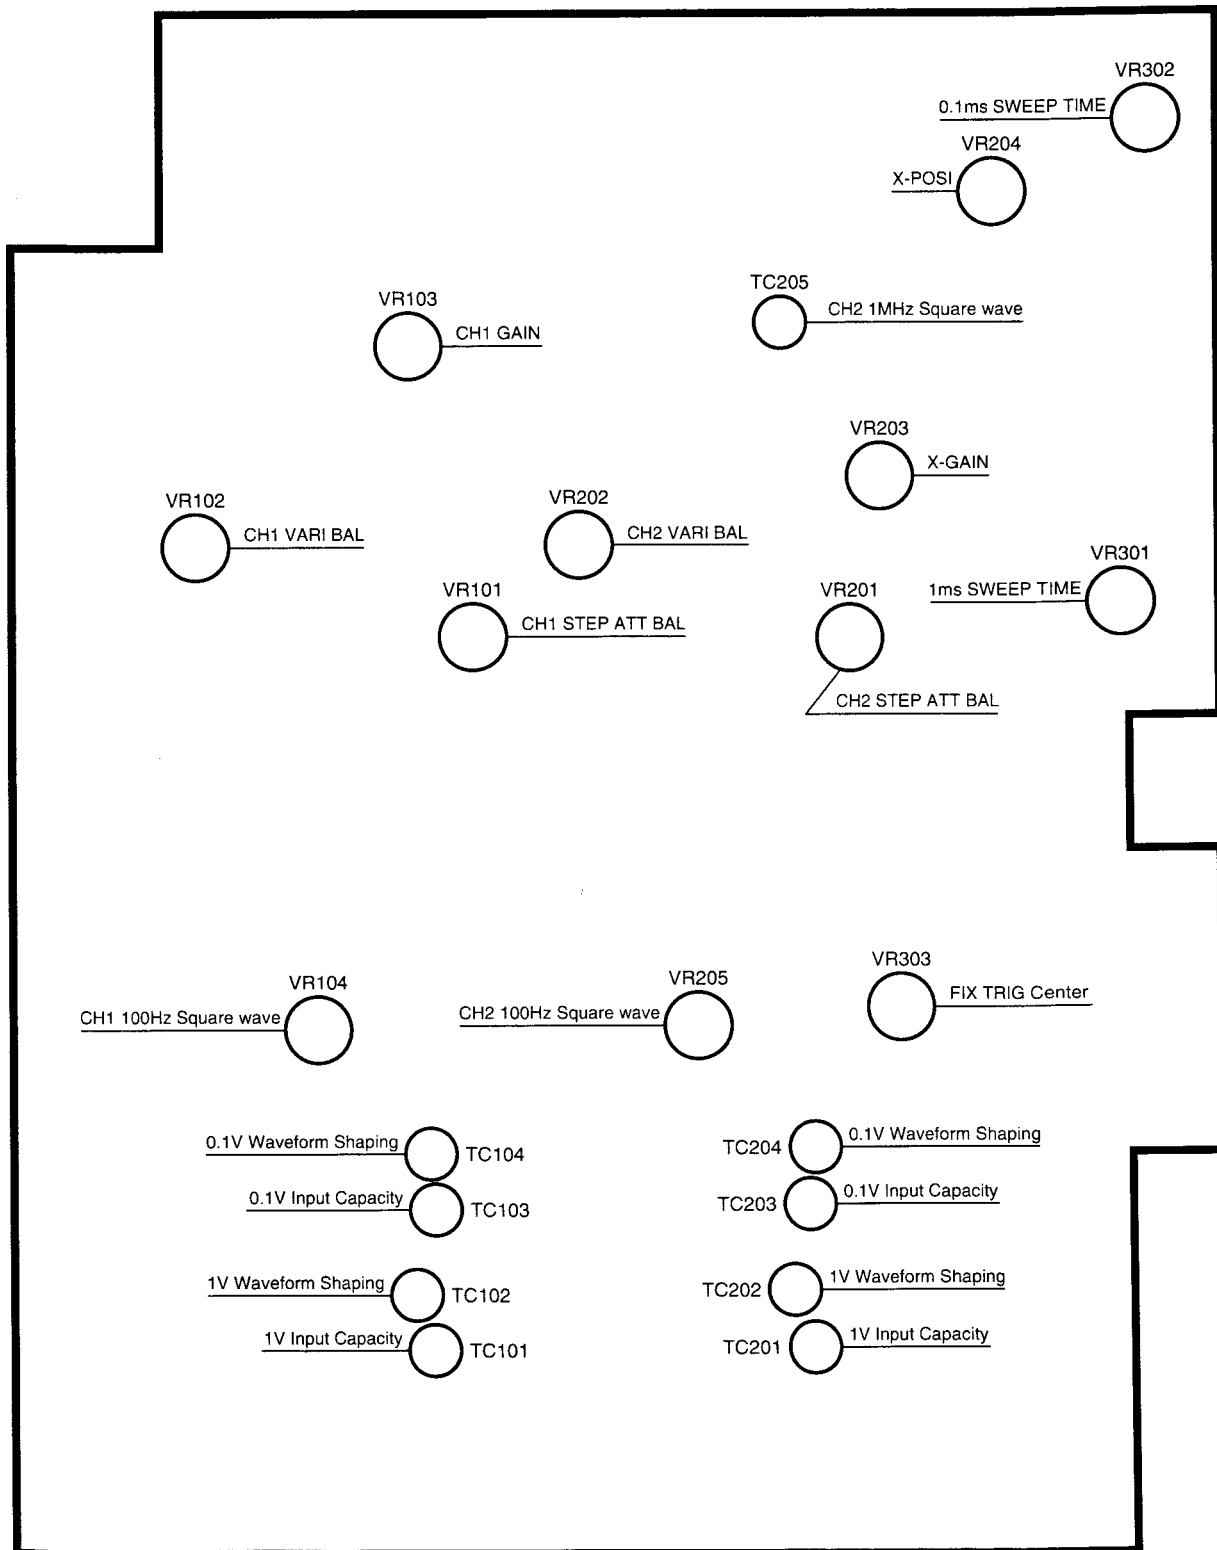 VR302
0.1ms SWEEP TIME
VR204
X-POSI
TC205
CH2 1MHz Square wave
VR103
CH1 GAIN
VR203
X-GAIN
VR102
CH1 VARI BAL
VR202
CH2 VARI BAL
VR301
1ms SWEEP TIME
VR101
CH1 STEP ATT BAL
VR201
CH2 STEP ATT BAL
VR104
CH1 100Hz Square wave
VR205
CH2 100Hz Square wave
VR303
FIX TRIG Center
0.1V Waveform Shaping
TC104
TC204
0.1V Waveform Shaping
0.1V Input Capacity
TC103
TC203
0.1V Input Capacity
1V Waveform Shaping
TC102
TC202
1V Waveform Shaping
1V Input Capacity
TC101
TC201
1V Input Capacity